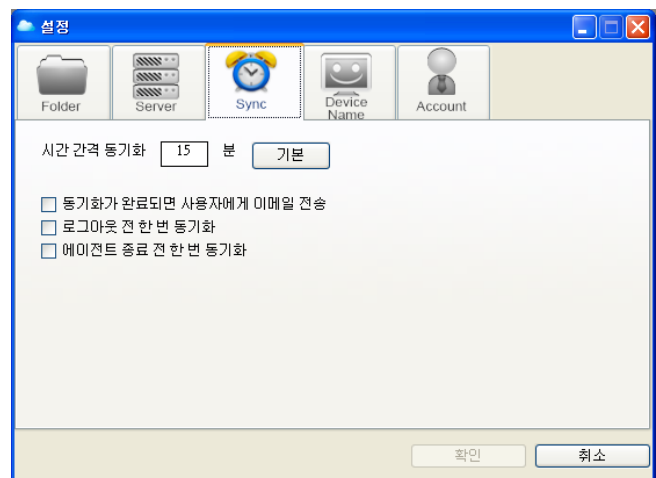 설정
Folder
Server
Sync
Device
Name
Account
시간 간격 동기화 15 분 기본
동기화가 완료되면 사용자에게 이메일 전송
로그아웃 전 한 번 동기화
에이전트 종료 전 한 번 동기화
확인 취소